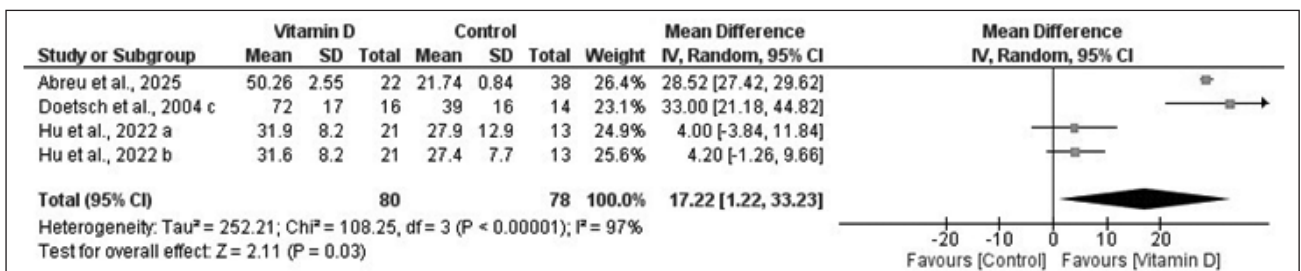 Vitamin D Control Mean Difference Mean Difference
Study or Subgroup Mean SD Total Mean SD Total Weight IV, Random, 95% CI IV, Random, 95% CI
Abreu et al., 2025 50.26 2.55 22 21.74 0.84 38 26.4% 28.52 [27.42, 29.62]
Doetsch et al., 2004 c 72 17 16 39 16 14 23.1% 33.00 [21.18, 44.82]
Hu et al., 2022 a 31.9 8.2 21 27.9 12.9 13 24.9% 4.00 [-3.84, 11.84]
Hu et al., 2022 b 31.6 8.2 21 27.4 7.7 13 25.6% 4.20 [-1.26, 9.66]
Total (95% CI) 80 78 100.0% 17.22 [1.22, 33.23]
Heterogeneity: Tau² = 252.21; Chi² = 108.25, df = 3 (P < 0.00001); I² = 97%
Test for overall effect: Z = 2.11 (P = 0.03)
-20 -10 0 10 20
Favours [Control] Favours [Vitamin D]